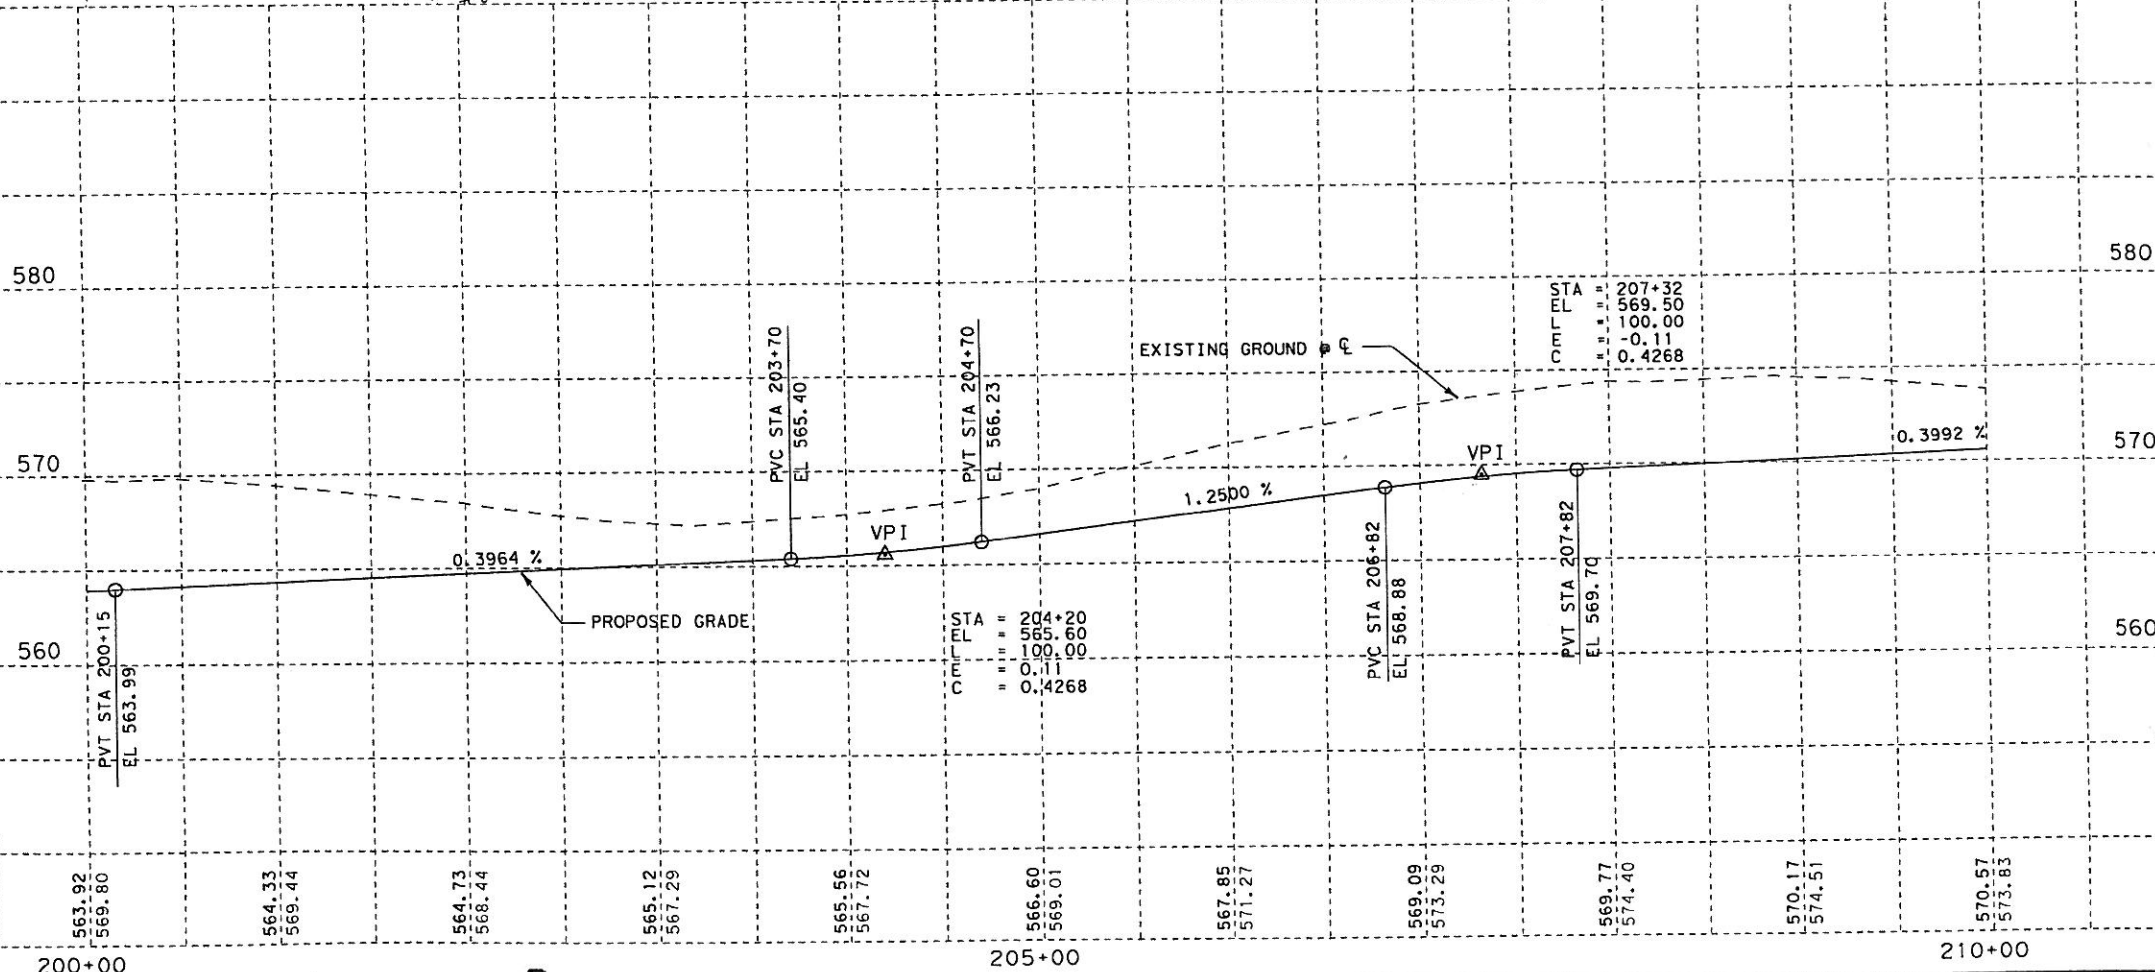 580
580
STA = 207+32
EL = 569.50
L = 100.00
E = -0.11
C = 0.4268
EXISTING GROUND @ ℄
PVC STA 203+70
EL 565.40
PVT STA 204+70
EL 566.23
0.3992 %
570
570
VPI
1.2500 %
VPI
0.3964 %
PROPOSED GRADE
STA = 204+20
EL = 565.60
L = 100.00
E = 0.11
C = 0.4268
PVC STA 206+82
EL 568.88
PVT STA 207+82
EL 569.70
560
560
PVT STA 200+15
EL 563.99
563.92
569.80
564.33
569.44
564.73
568.44
565.12
567.29
565.56
567.72
566.60
569.01
567.85
571.27
569.09
573.29
569.77
574.40
570.17
574.51
570.57
573.83
200+00
205+00
210+00